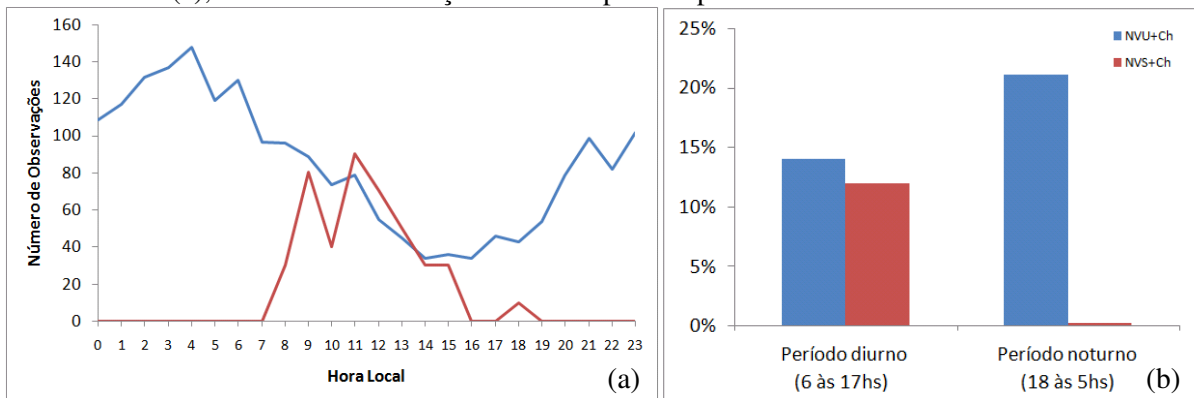 160
140
120
100
80
60
40
20
0
Número de Observações
0 1 2 3 4 5 6 7 8 9 10 11 12 13 14 15 16 17 18 19 20 21 22 23
Hora Local
(a)
25%
20%
15%
10%
5%
0%
NVU+Ch
NVS+Ch
Período diurno
(6 às 17hs)
Período noturno
(18 às 5hs)
(b)